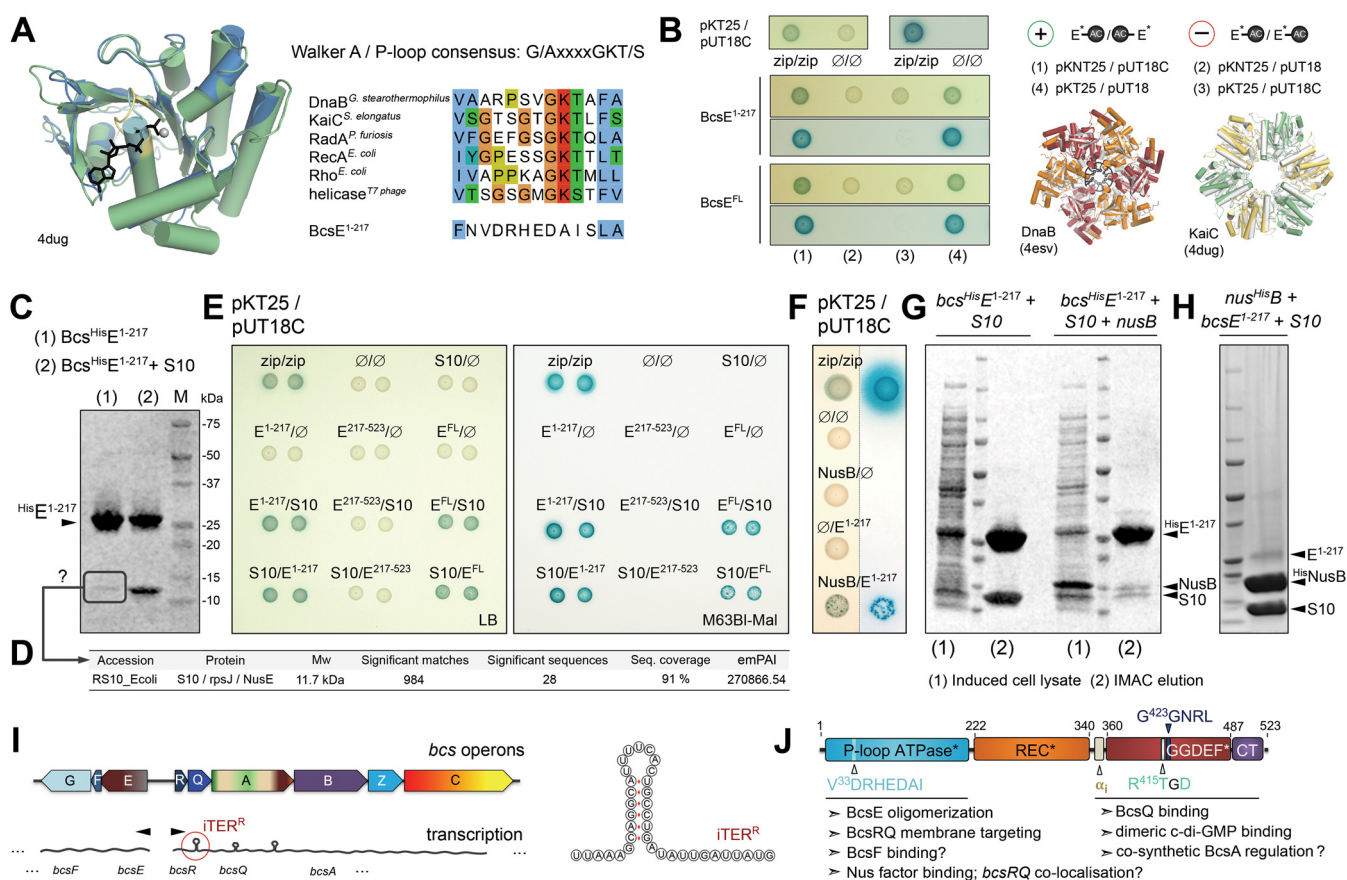 A
Walker A / P-loop consensus: G/AxxxxGKT/S
DnaB G. stearothermophilus VAARPSVGKTAFA
KaiC S. elongatus VSGTSGTGKTLFS
RadA P. furiosis VFGEFGSGKTQLA
RecA E. coli IYGPESSGKTTLT
Rho E. coli IVAPPKAGKTMLL
helicase T7 phage VTSGSGMGKSTFV
BcsE 1-217 FNVDRHEDAISLA
4dug
B
pKT25 /
pUT18C
zip/zip Ø/Ø zip/zip Ø/Ø
BcsE 1-217
BcsE FL
(1) (2) (3) (4)
+ E*-AC/AC-E*
(1) pKNT25 / pUT18C
(4) pKT25 / pUT18
DnaB
(4esv)
− E*-AC/E*-AC
(2) pKNT25 / pUT18
(3) pKT25 / pUT18C
KaiC
(4dug)
C
(1) Bcs His E 1-217
(2) Bcs His E 1-217 + S10
(1) (2) M kDa
-75
-50
-37
-25
-20
-15
-10
His E 1-217
?
E
pKT25 /
pUT18C
zip/zip Ø/Ø S10/Ø
E 1-217/Ø E 217-523/Ø E FL/Ø
E 1-217/S10 E 217-523/S10 E FL/S10
S10/E 1-217 S10/E 217-523 S10/E FL
LB
zip/zip Ø/Ø S10/Ø
E 1-217/Ø E 217-523/Ø E FL/Ø
E 1-217/S10 E 217-523/S10 E FL/S10
S10/E 1-217 S10/E 217-523 S10/E FL
M63BI-Mal
F
pKT25 /
pUT18C
zip/zip
Ø/Ø
NusB/Ø
Ø/E 1-217
NusB/E 1-217
G
bcs His E 1-217 +
S10
bcs His E 1-217 +
S10 + nusB
His E 1-217
NusB
S10
(1) (2) (1) (2)
(1) Induced cell lysate (2) IMAC elution
H
nus His B +
bcsE 1-217 + S10
E 1-217
His NusB
S10
D
Accession Protein Mw Significant matches Significant sequences Seq. coverage emPAI
RS10_Ecoli S10 / rpsJ / NusE 11.7 kDa 984 28 91 % 270866.54
I
bcs operons
G F E R Q A B Z C
iTER R
transcription
... bcsF bcsE bcsR bcsQ bcsA ... ...
iTER R
J
1 222 340 360 487 523
G423GNRL
P-loop ATPase* REC* GGDEF* CT
V33DRHEDAI
αi
R415TGD
➣ BcsE oligomerization
➣ BcsRQ membrane targeting
➣ BcsF binding?
➣ Nus factor binding; bcsRQ co-localisation?
➣ BcsQ binding
➣ dimeric c-di-GMP binding
➣ co-synthetic BcsA regulation ?